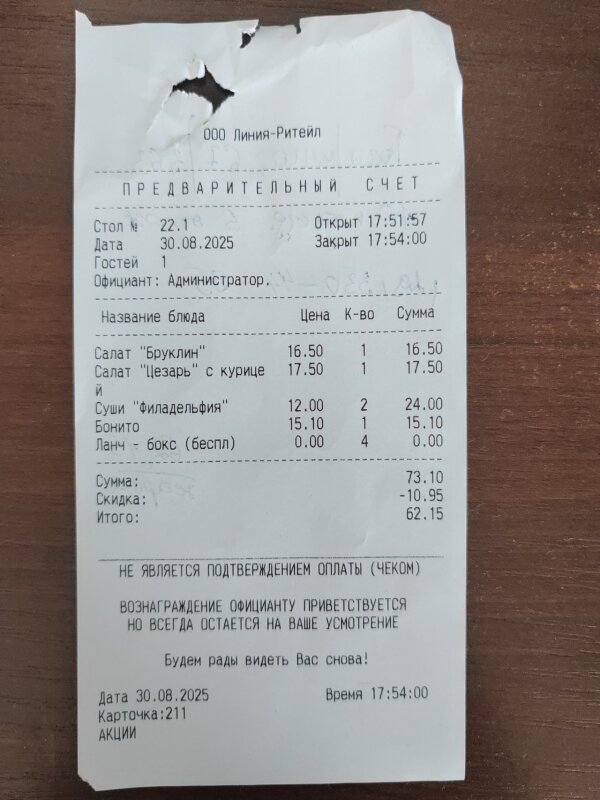 ООО Линия-Ритейл
ПРЕДВАРИТЕЛЬНЫЙ СЧЕТ
Стол № 22.1 Открыт 17:51:57
Дата 30.08.2025 Закрыт 17:54:00
Гостей 1
Официант: Администратор.
Название блюда Цена К-во Сумма
Салат "Бруклин" 16.50 1 16.50
Салат "Цезарь" с курице 17.50 1 17.50
й
Суши "Филадельфия" 12.00 2 24.00
Бонито 15.10 1 15.10
Ланч - бокс (беспл) 0.00 4 0.00
Сумма: 73.10
Скидка: -10.95
Итого: 62.15
НЕ ЯВЛЯЕТСЯ ПОДТВЕРЖДЕНИЕМ ОПЛАТЫ (ЧЕКОМ)
ВОЗНАГРАЖДЕНИЕ ОФИЦИАНТУ ПРИВЕТСТВУЕТСЯ
НО ВСЕГДА ОСТАЕТСЯ НА ВАШЕ УСМОТРЕНИЕ
Будем рады видеть Вас снова!
Дата 30.08.2025 Время 17:54:00
Карточка:211
АКЦИИ